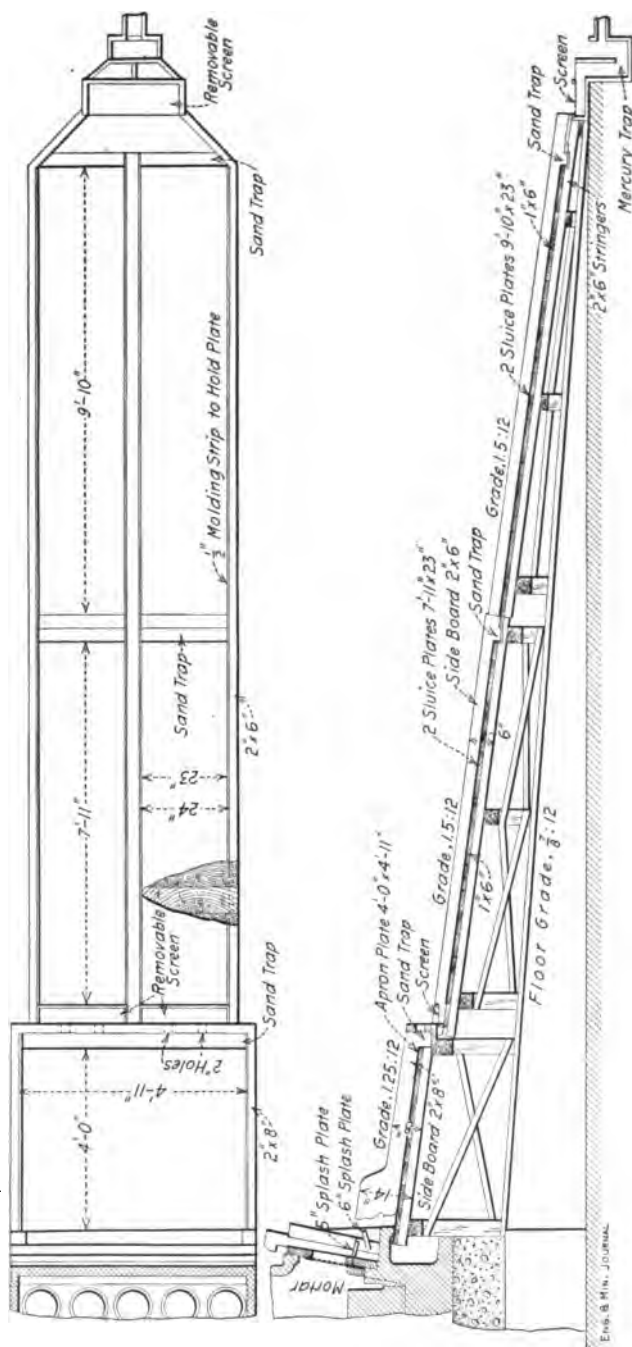 Removable
Screen
Sand Trap
9'-10"
½" Molding Strip to Hold Plate
Sand Trap
2"x6"
7'-11"
23"
24"
Removable
Screen
Sand Trap
2"Holes
4'-11"
4'-0"
2"x8"
Screen
Sand Trap
Mercury Trap
2"x6" Stringers
1"x6"
2 Sluice Plates 9'-10"x23"
Grade, 1.5:12
Sand Trap
Side Board 2"x6"
2 Sluice Plates 7'-11"x23"
6"
Grade, 1.5:12
1"x6"
Floor Grade, ⅞:12
Apron Plate 4'-0"x4'-11"
Sand Trap
Screen
Grade, 1.25:12
Side Board 2"x8"
5" Splash Plate
6" Splash Plate
Mortar
ENG. & MIN. JOURNAL